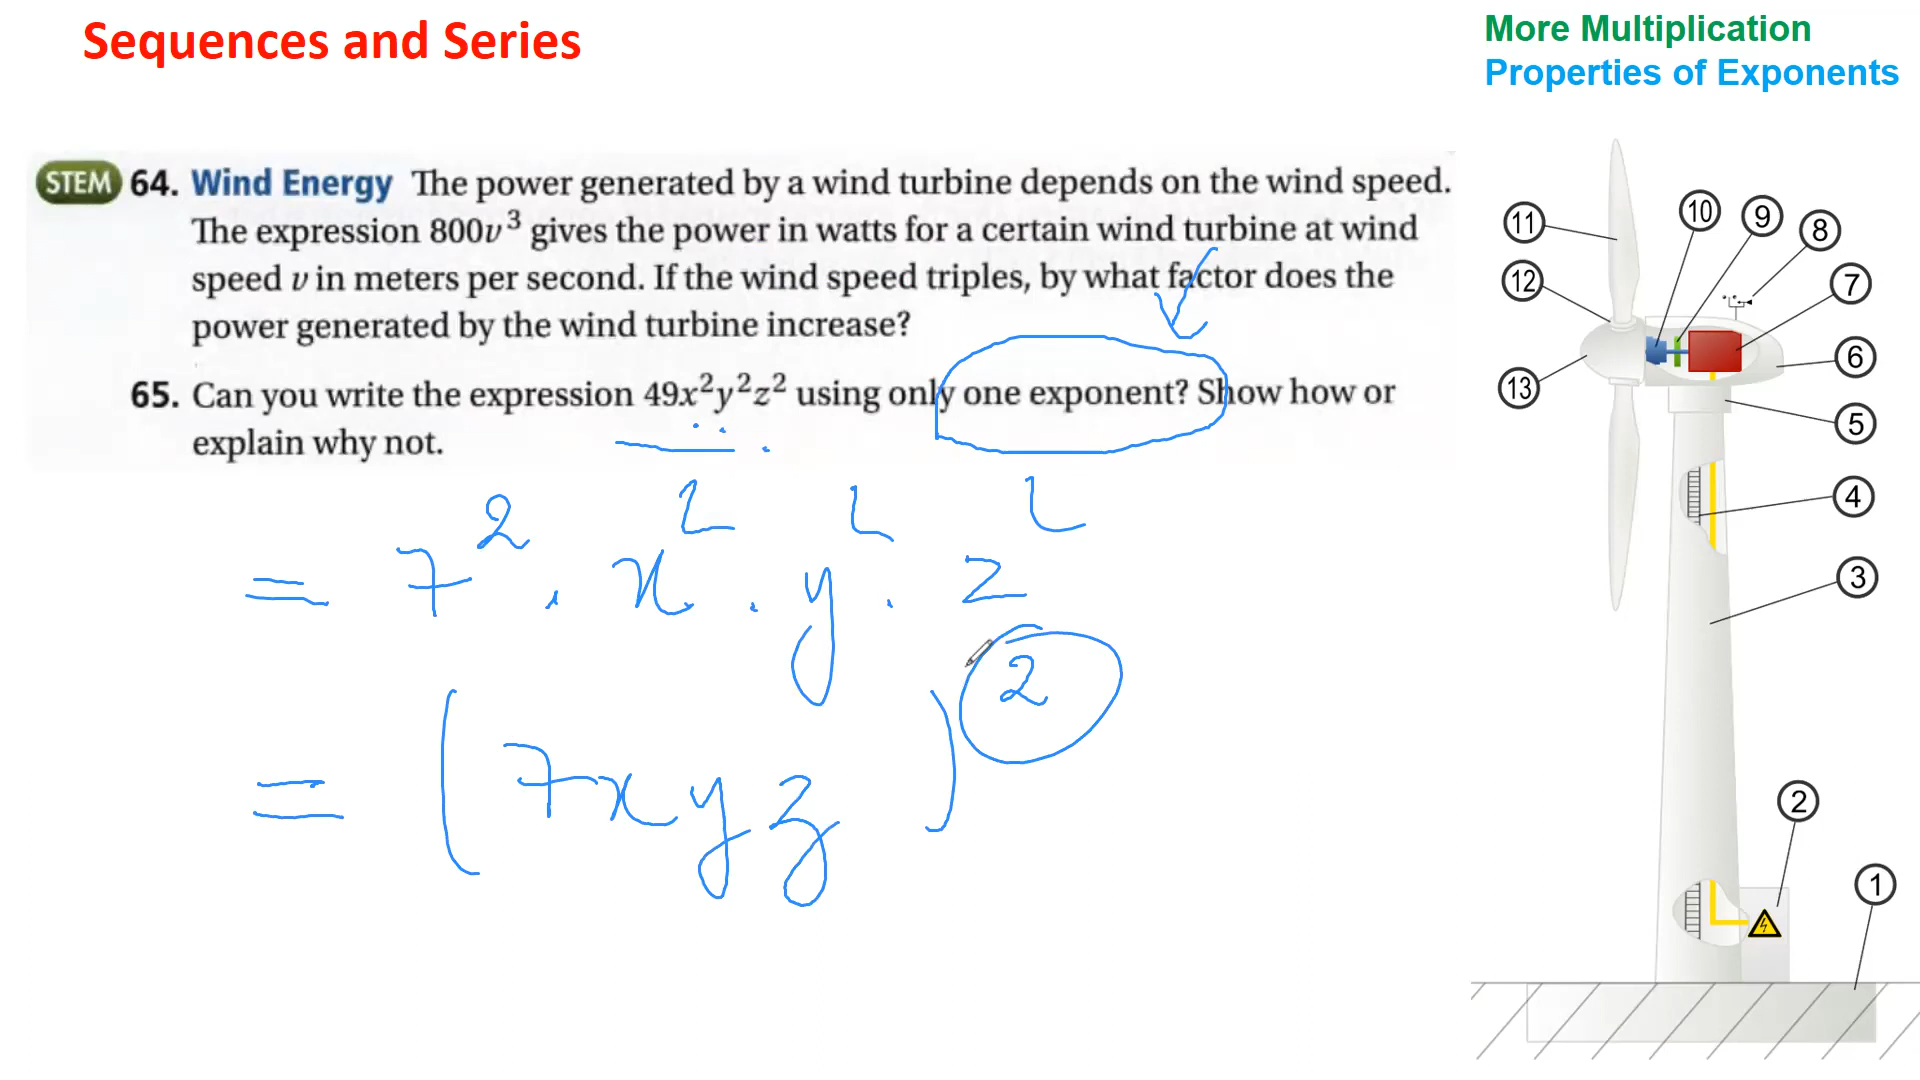 Sequences and Series
More Multiplication
Properties of Exponents
STEM 64. Wind Energy The power generated by a wind turbine depends on the wind speed.
The expression 800v³ gives the power in watts for a certain wind turbine at wind
speed v in meters per second. If the wind speed triples, by what factor does the
power generated by the wind turbine increase?
65. Can you write the expression 49x²y²z² using only one exponent? Show how or
explain why not.
= 7² · x² · y² · z²
= (7xyz)²
11
12
13
10
9
8
7
6
5
4
3
2
1